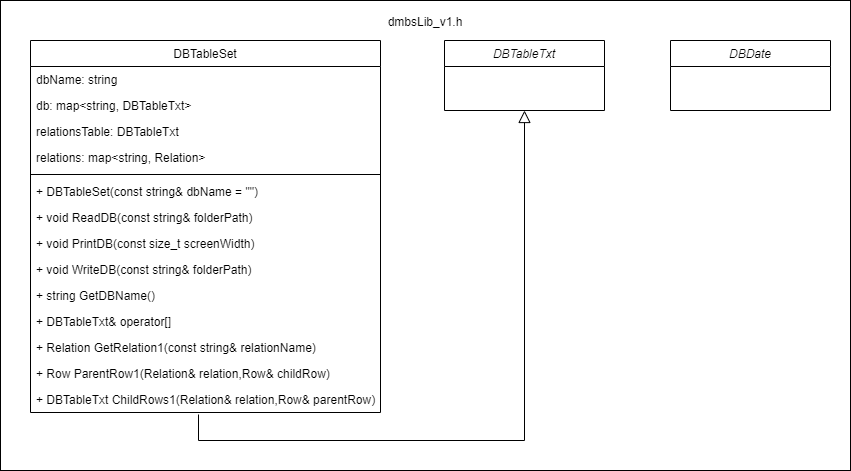 dmbsLib_v1.h
DBTableSet
dbName: string
db: map<string, DBTableTxt>
relationsTable: DBTableTxt
relations: map<string, Relation>
+ DBTableSet(const string& dbName = "")
+ void ReadDB(const string& folderPath)
+ void PrintDB(const size_t screenWidth)
+ void WriteDB(const string& folderPath)
+ string GetDBName()
+ DBTableTxt& operator[]
+ Relation GetRelation1(const string& relationName)
+ Row ParentRow1(Relation& relation,Row& childRow)
+ DBTableTxt ChildRows1(Relation& relation,Row& parentRow)
DBTableTxt
DBDate